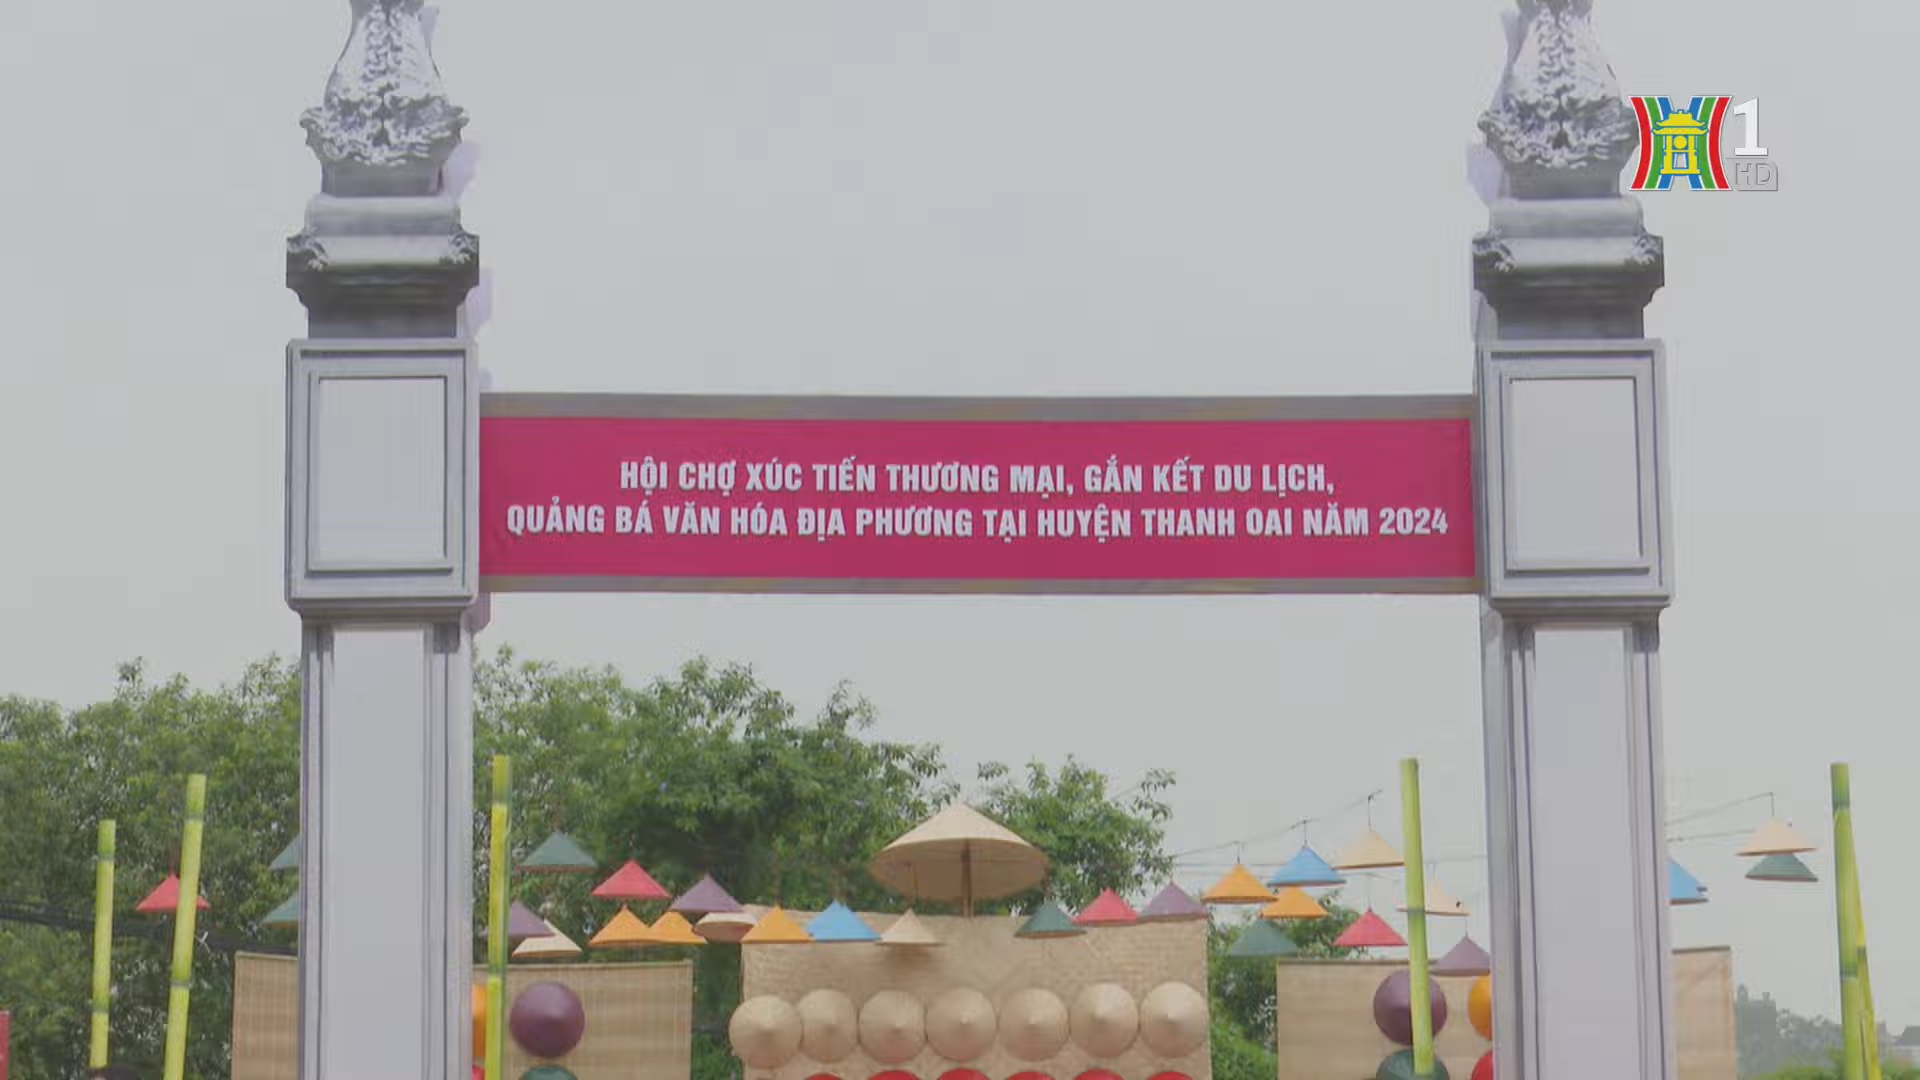 1
HD
HỘI CHỢ XÚC TIẾN THƯƠNG MẠI, GẮN KẾT DU LỊCH,
QUẢNG BÁ VĂN HÓA ĐỊA PHƯƠNG TẠI HUYỆN THANH OAI NĂM 2024